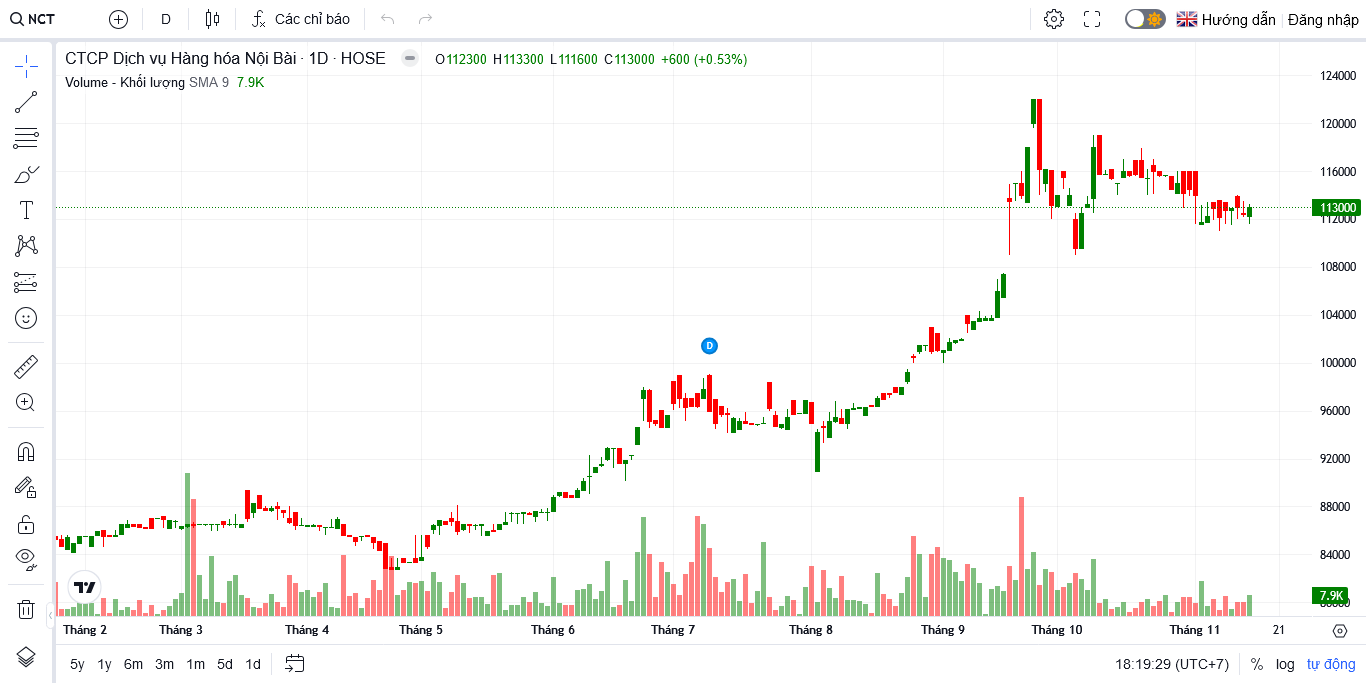 NCT D Các chỉ báo Hướng dẫn Đăng nhập
CTCP Dịch vụ Hàng hóa Nội Bài · 1D · HOSE O112300 H113300 L111600 C113000 +600 (+0.53%)
Volume - Khối lượng SMA 9 7.9K
124000
120000
116000
113000
112000
108000
104000
100000
D
96000
92000
88000
84000
7.9K
Tháng 2 Tháng 3 Tháng 4 Tháng 5 Tháng 6 Tháng 7 Tháng 8 Tháng 9 Tháng 10 Tháng 11 21
5y 1y 6m 3m 1m 5d 1d 18:19:29 (UTC+7) % log tự động